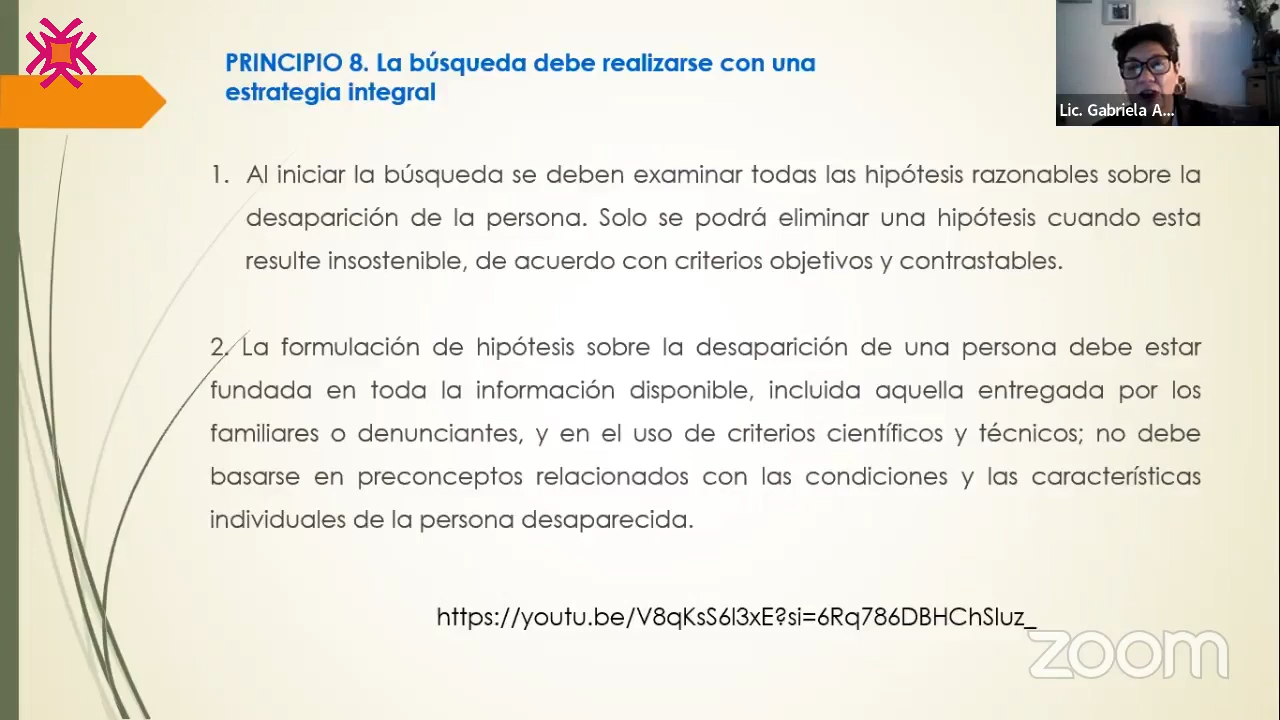 PRINCIPIO 8. La búsqueda debe realizarse con una
estrategia integral
Lic. Gabriela A...
1. Al iniciar la búsqueda se deben examinar todas las hipótesis razonables sobre la
desaparición de la persona. Solo se podrá eliminar una hipótesis cuando esta
resulte insostenible, de acuerdo con criterios objetivos y contrastables.
2. La formulación de hipótesis sobre la desaparición de una persona debe estar
fundada en toda la información disponible, incluida aquella entregada por los
familiares o denunciantes, y en el uso de criterios científicos y técnicos; no debe
basarse en preconceptos relacionados con las condiciones y las características
individuales de la persona desaparecida.
https://youtu.be/V8qKsS6l3xE?si=6Rq786DBHChSluz_
zoom